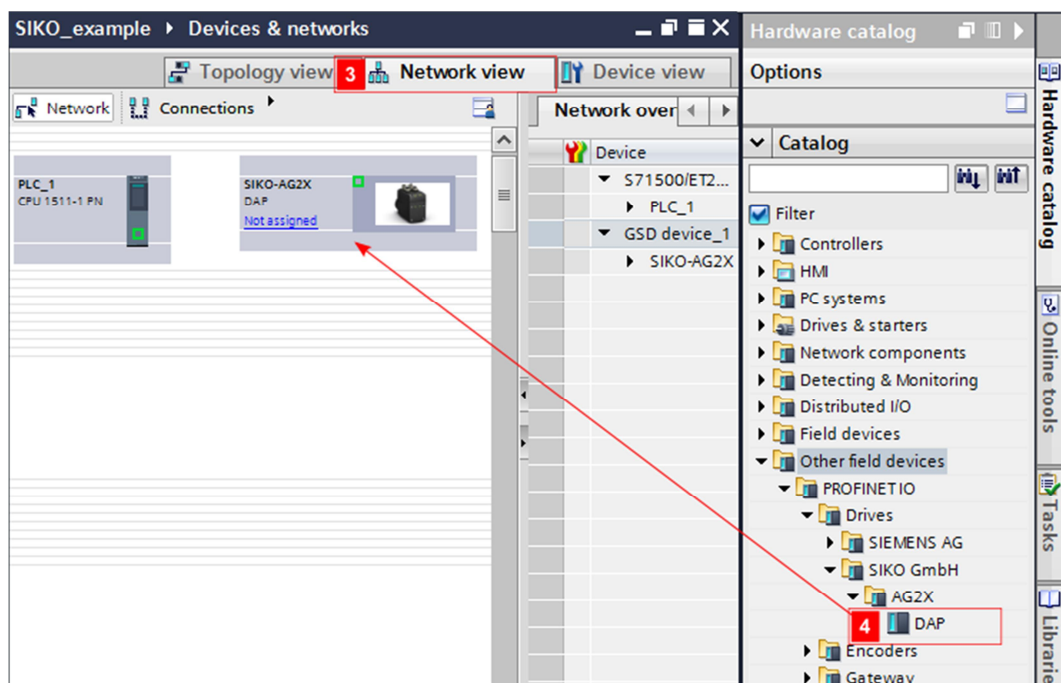 SIKO_example ▸ Devices & networks
Topology view
3
Network view
Device view
Network
Connections
PLC_1
CPU 1511-1 PN
SIKO-AG2X
DAP
Not assigned
Network over
Device
S71500/ET2...
PLC_1
GSD device_1
SIKO-AG2X
Hardware catalog
Options
Catalog
Filter
Controllers
HMI
PC systems
Drives & starters
Network components
Detecting & Monitoring
Distributed I/O
Field devices
Other field devices
PROFINET IO
Drives
SIEMENS AG
SIKO GmbH
AG2X
4
DAP
Encoders
Gateway
Hardware catalog
Online tools
Tasks
Librarie